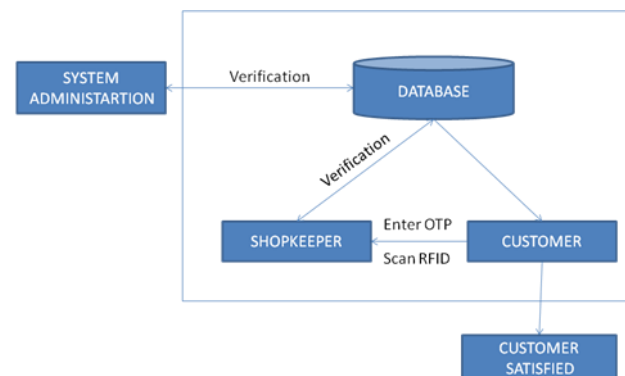 SYSTEM
ADMINISTARTION
Verification
DATABASE
Verification
SHOPKEEPER
Enter OTP
Scan RFID
CUSTOMER
CUSTOMER
SATISFIED